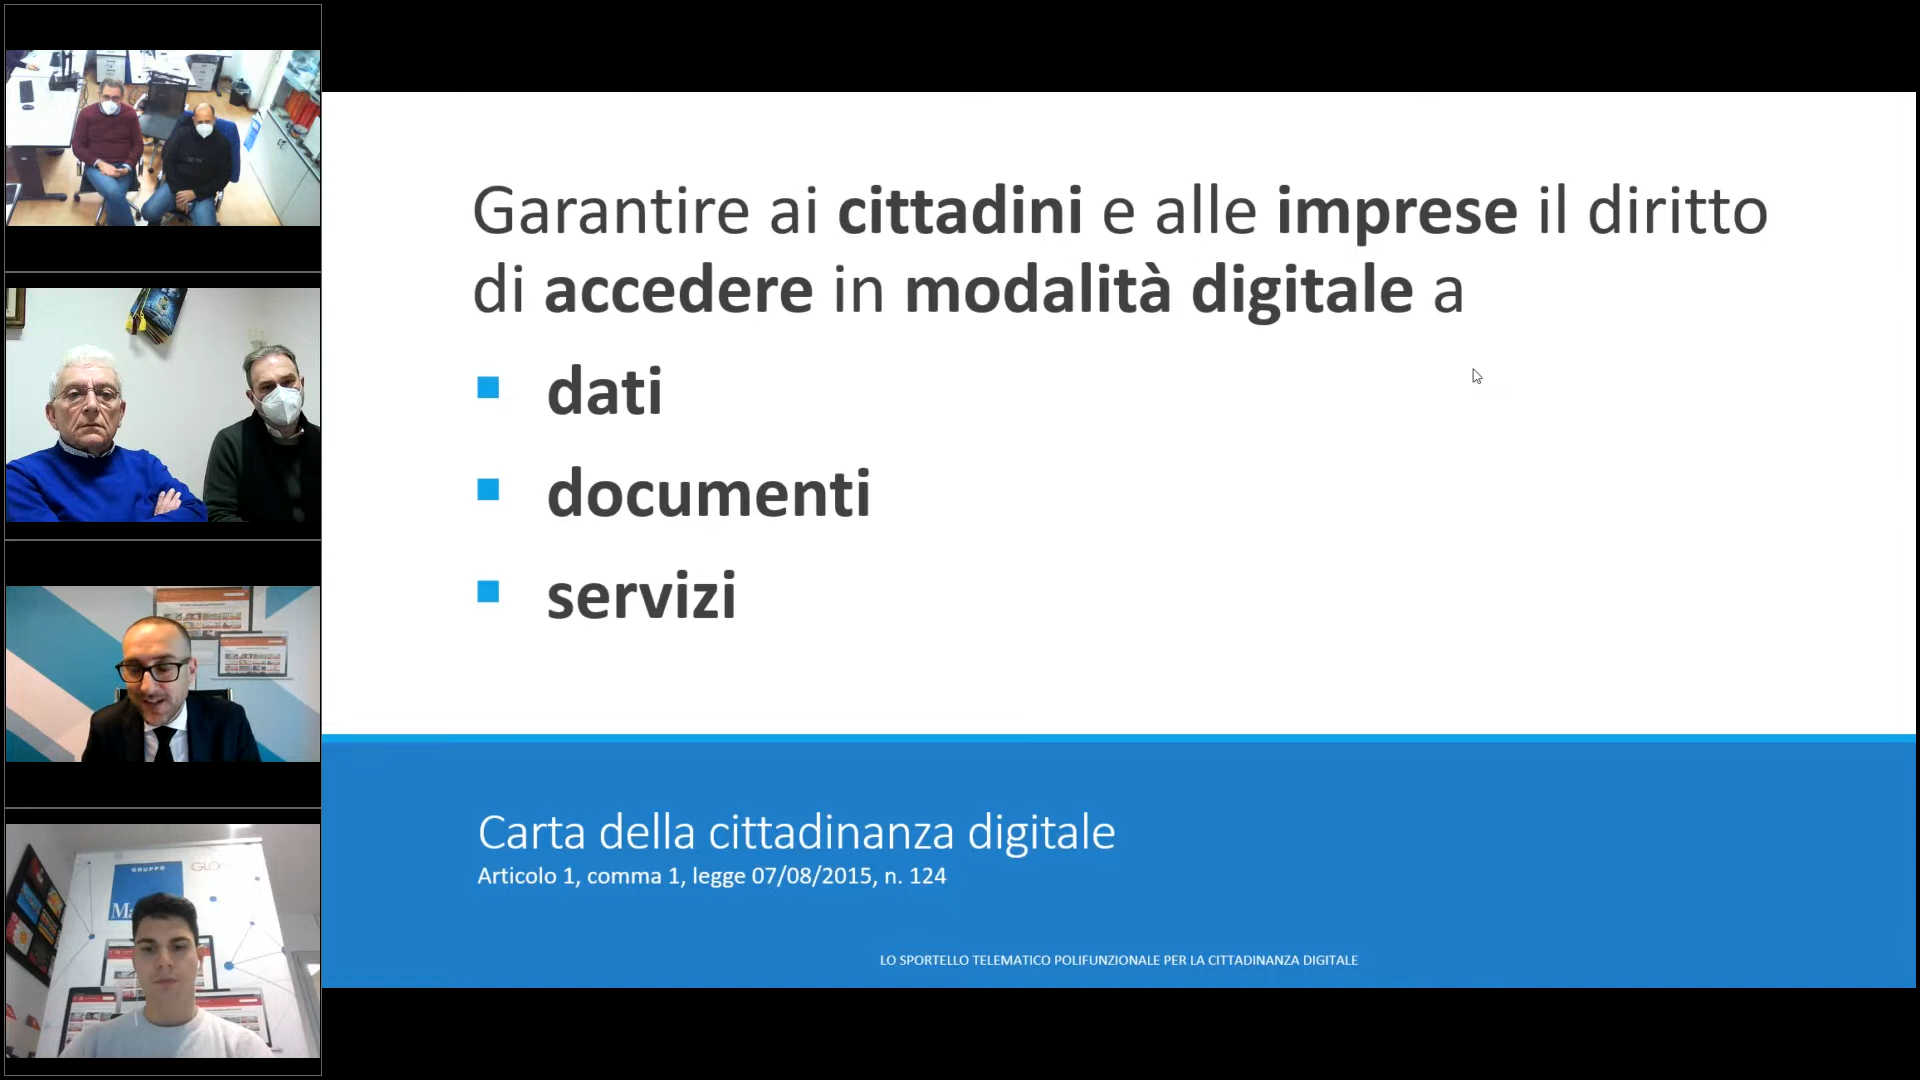 Garantire ai cittadini e alle imprese il diritto
di accedere in modalità digitale a
dati
documenti
servizi
Carta della cittadinanza digitale
Articolo 1, comma 1, legge 07/08/2015, n. 124
LO SPORTELLO TELEMATICO POLIFUNZIONALE PER LA CITTADINANZA DIGITALE
GRUPPO